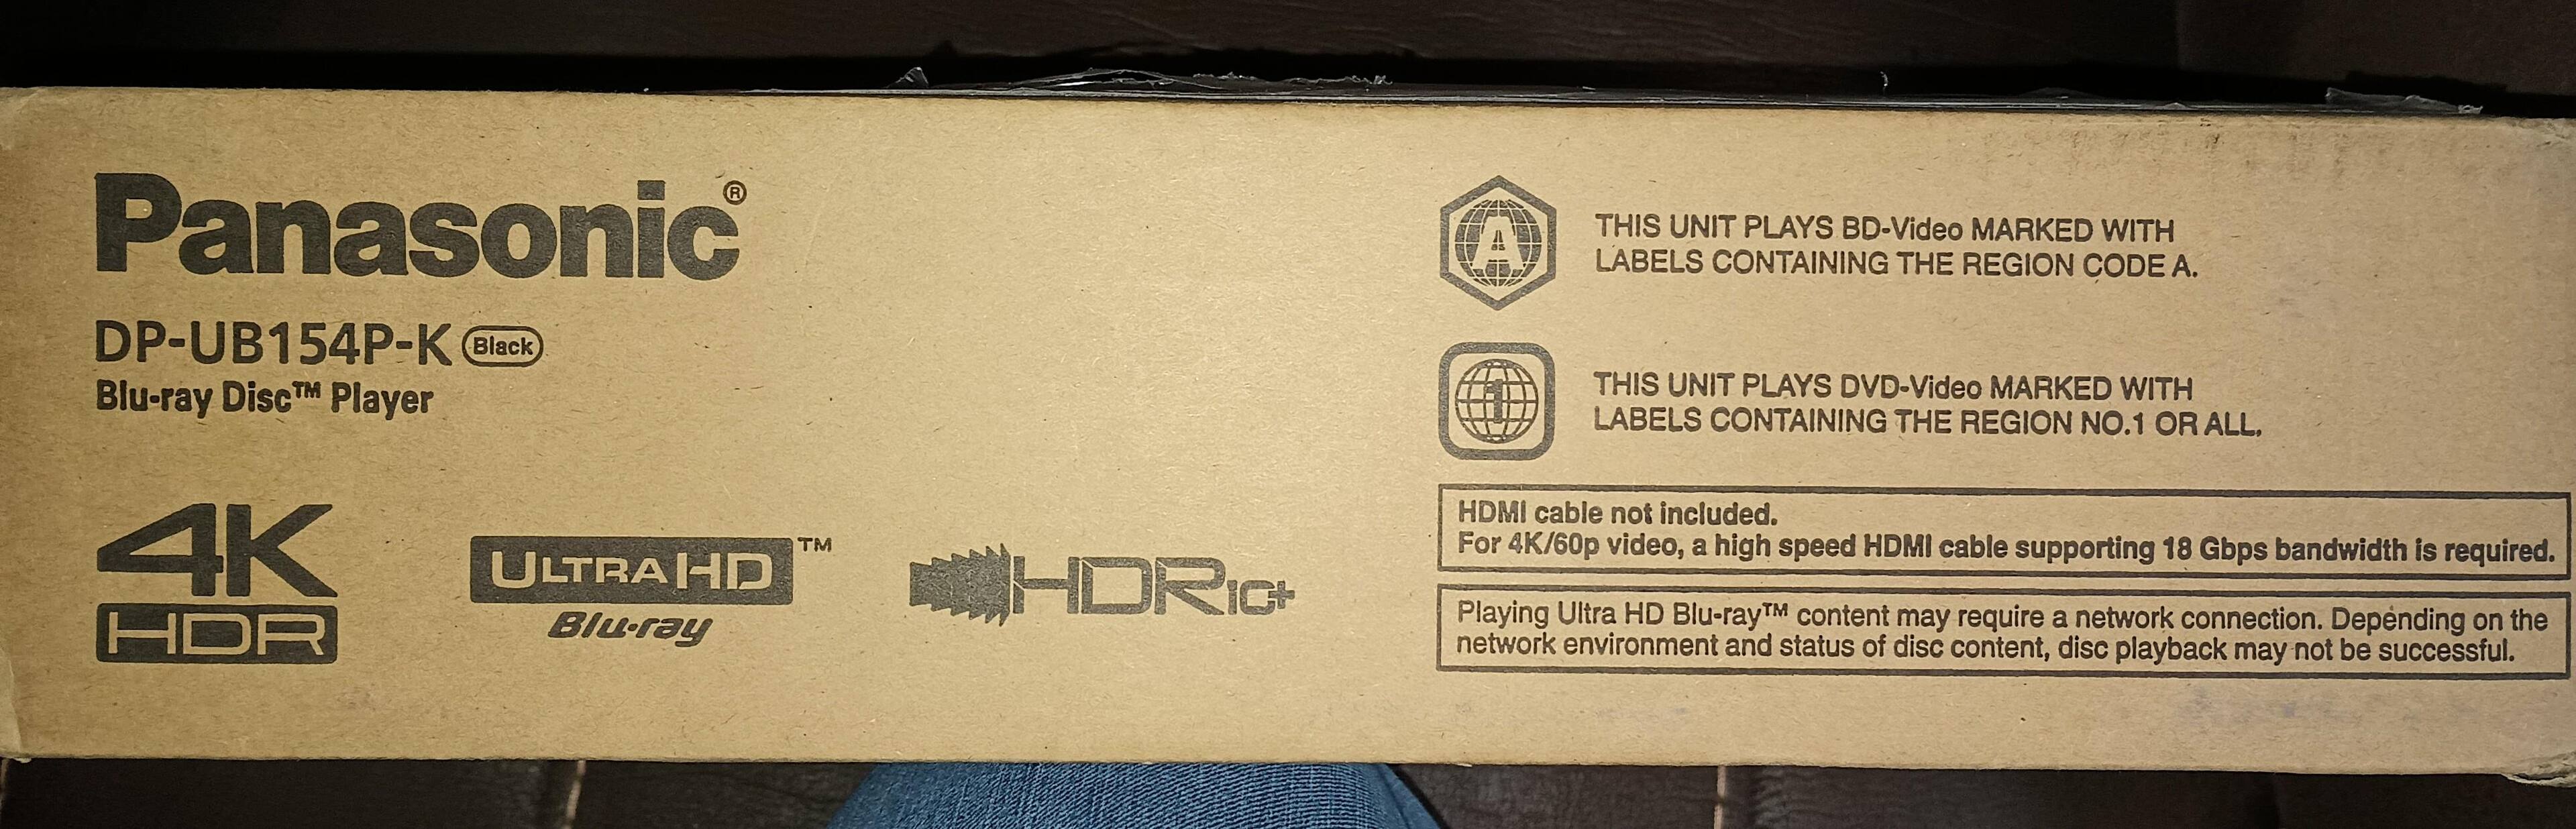 Panasonic®
DP-UB154P-K Black
Blu-ray Disc™ Player
4K
HDR
ULTRA HD™
Blu-ray
HDR10+
A
THIS UNIT PLAYS BD-Video MARKED WITH
LABELS CONTAINING THE REGION CODE A.
1
THIS UNIT PLAYS DVD-Video MARKED WITH
LABELS CONTAINING THE REGION NO.1 OR ALL.
HDMI cable not included.
For 4K/60p video, a high speed HDMI cable supporting 18 Gbps bandwidth is required.
Playing Ultra HD Blu-ray™ content may require a network connection. Depending on the
network environment and status of disc content, disc playback may not be successful.